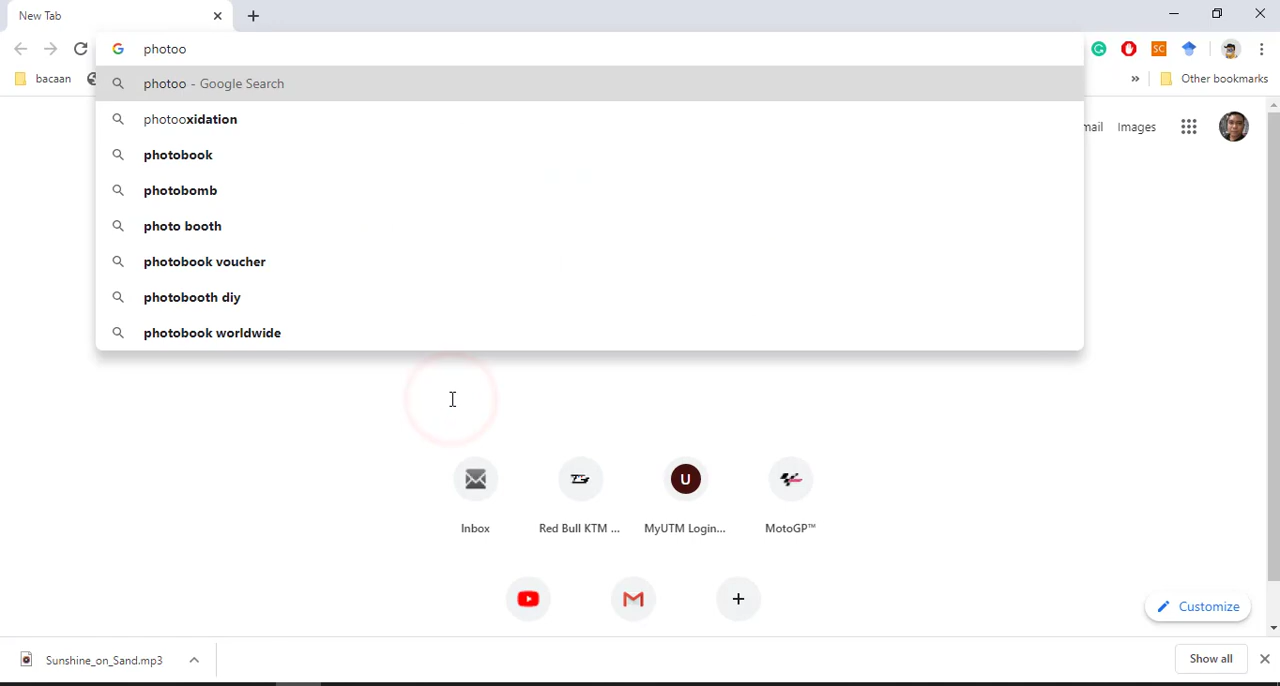 New Tab
photoo
bacaan
Other bookmarks
photoo - Google Search
photooxidation
photobook
photobomb
photo booth
photobook voucher
photobooth diy
photobook worldwide
mail
Images
SC
U
Inbox
Red Bull KTM ...
MyUTM Login...
MotoGP™
Customize
Sunshine_on_Sand.mp3
Show all